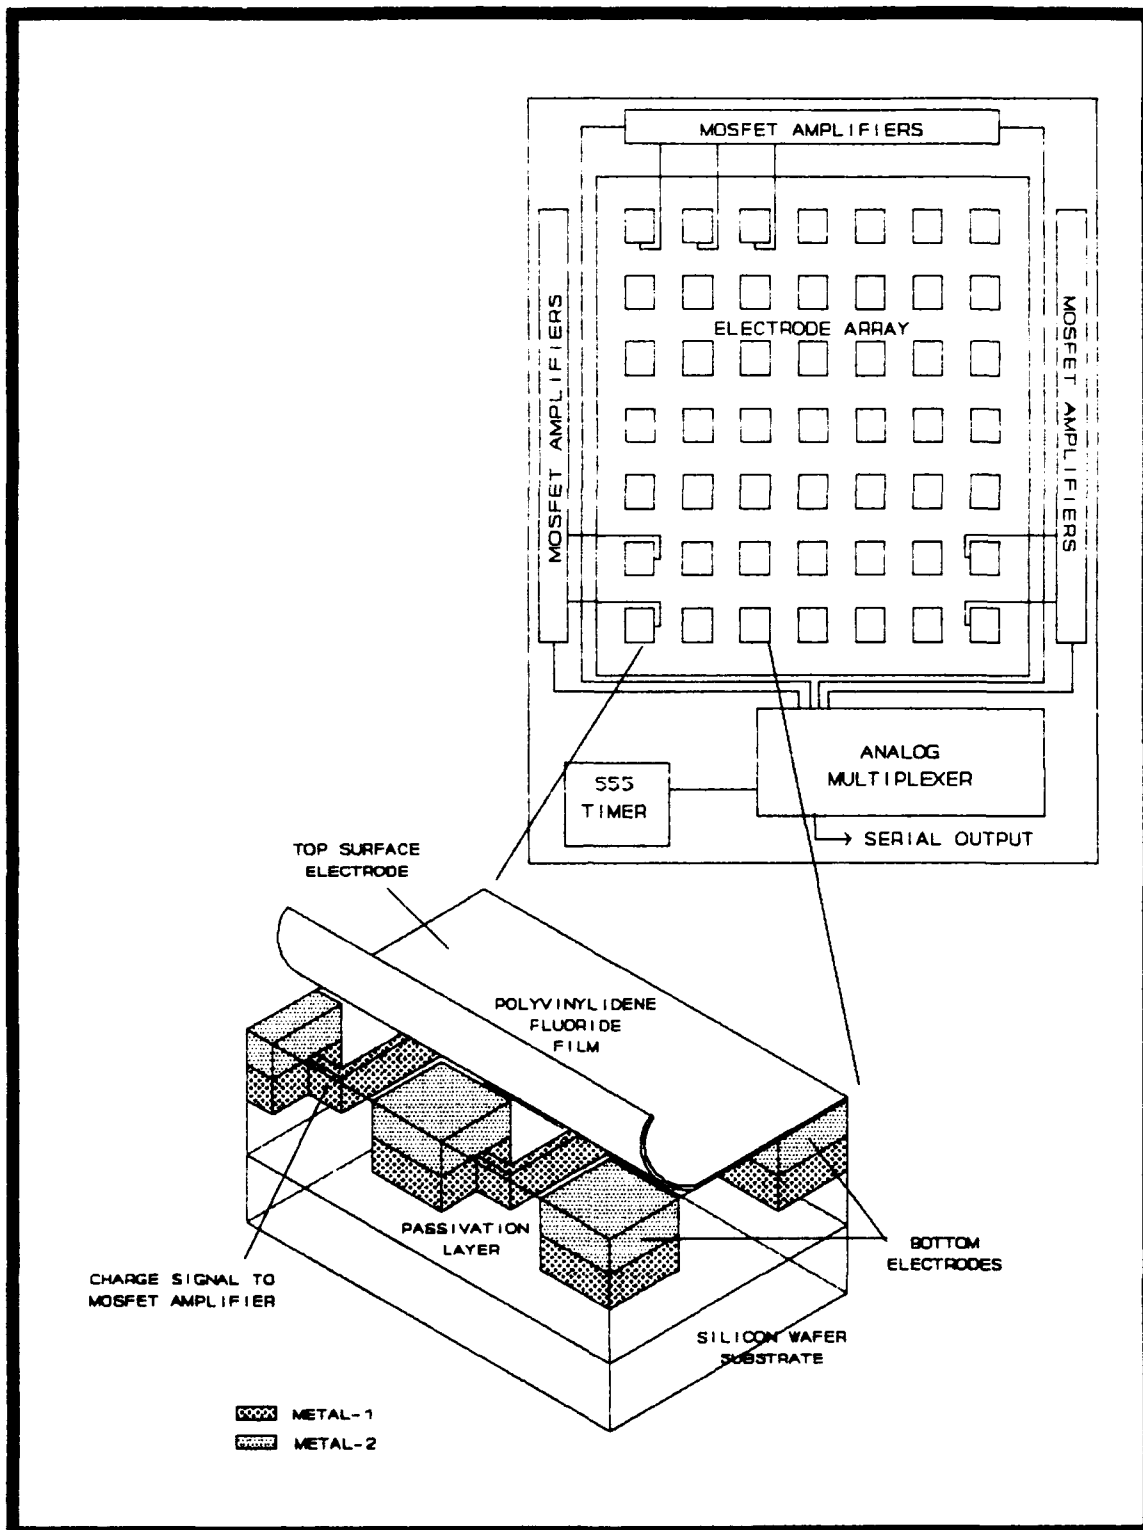 MOSFET AMPLIFIERS
MOSFET AMPLIFIERS
MOSFET AMPLIFIERS
ELECTRODE ARRAY
ANALOG
MULTIPLEXER
555
TIMER
SERIAL OUTPUT
TOP SURFACE
ELECTRODE
POLYVINYLIDENE
FLUORIDE
FILM
PASSIVATION
LAYER
BOTTOM
ELECTRODES
CHARGE SIGNAL TO
MOSFET AMPLIFIER
SILICON WAFER
SUBSTRATE
METAL-1
METAL-2